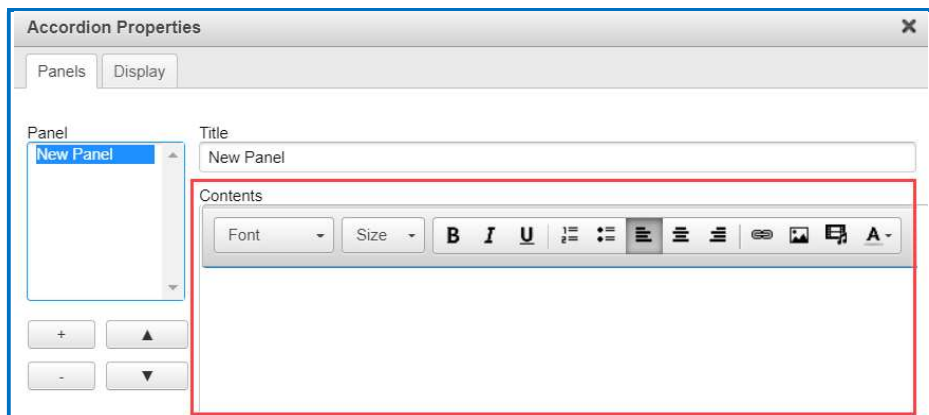 Accordion Properties
Panels Display
Panel
New Panel
+
-
Title
New Panel
Contents
Font Size B I U A